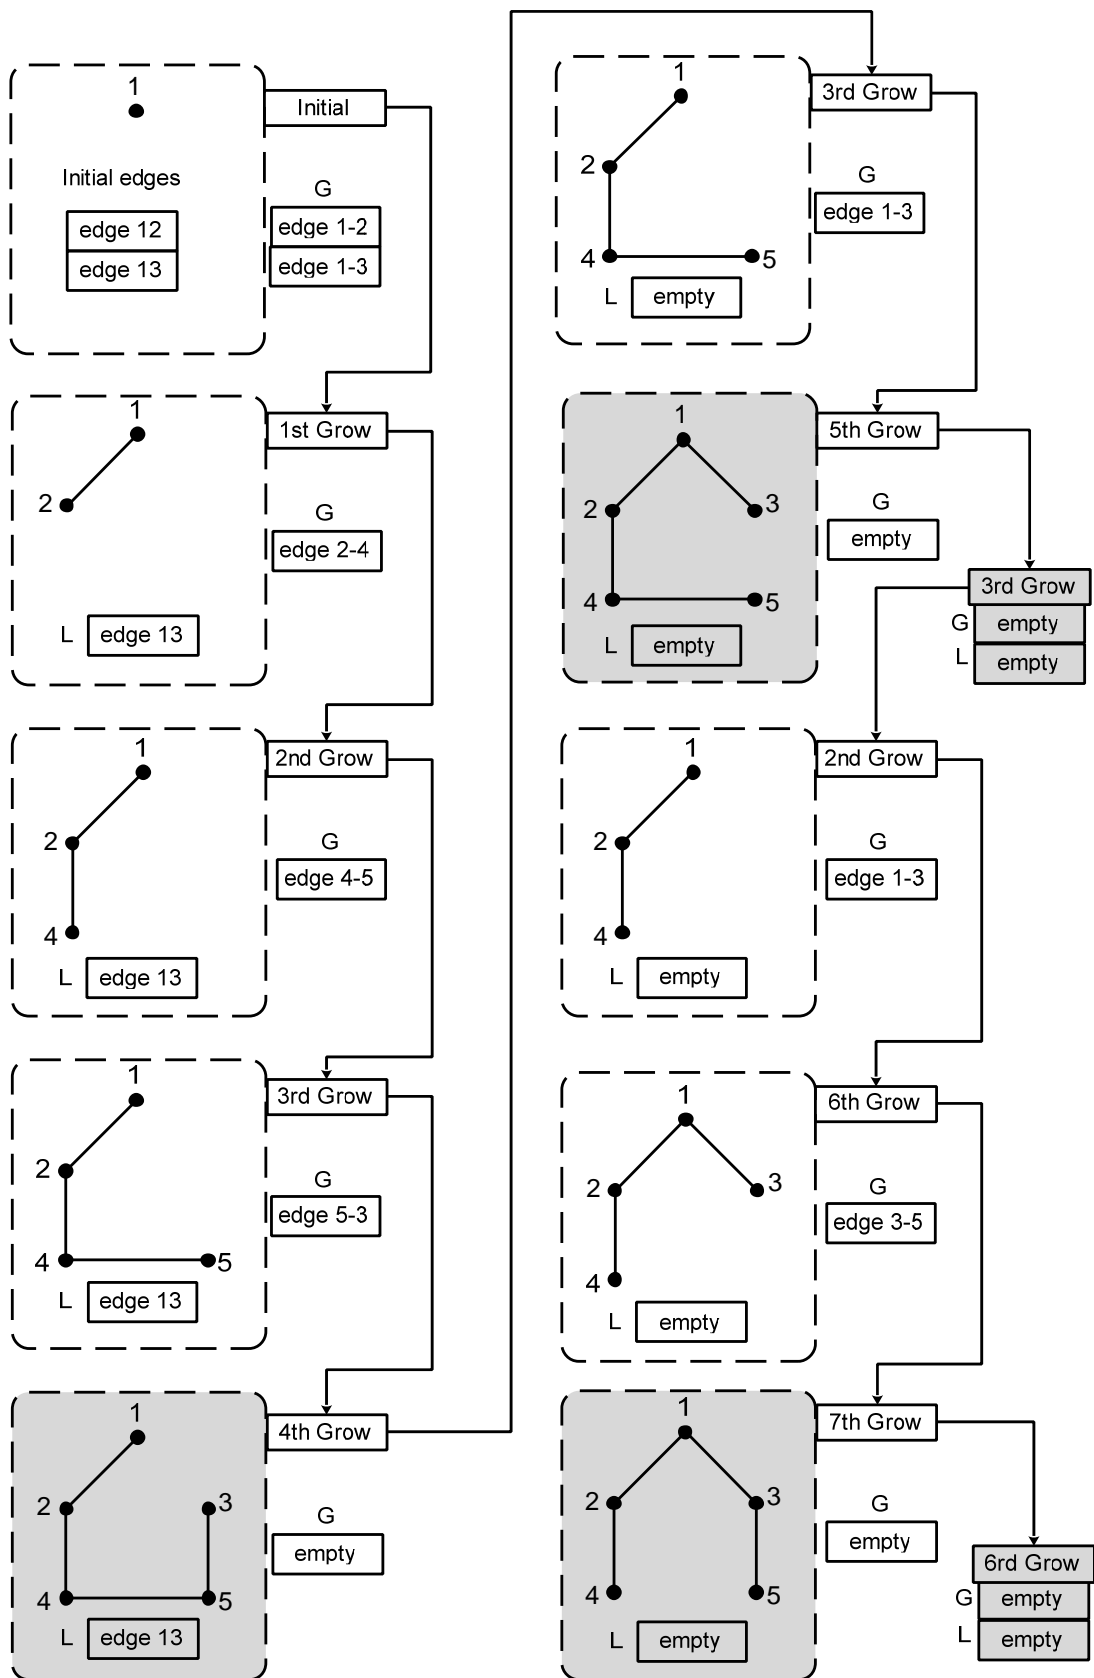 1
Initial
Initial edges
edge 12
edge 13
G
edge 1-2
edge 1-3
1
1st Grow
2
G
edge 2-4
L edge 13
1
2nd Grow
2
G
edge 4-5
4
L edge 13
1
3rd Grow
2
G
edge 5-3
4 5
L edge 13
1
4th Grow
2 3
G
empty
4 5
L edge 13
1
3rd Grow
2
G
edge 1-3
4 5
L empty
1
5th Grow
2 3
G
empty
4 5
L empty
3rd Grow
G empty
L empty
1
2nd Grow
2
G
edge 1-3
4
L empty
1
6th Grow
2 3
G
edge 3-5
4
L empty
1
7th Grow
2 3
G
empty
4 5
L empty
6rd Grow
G empty
L empty